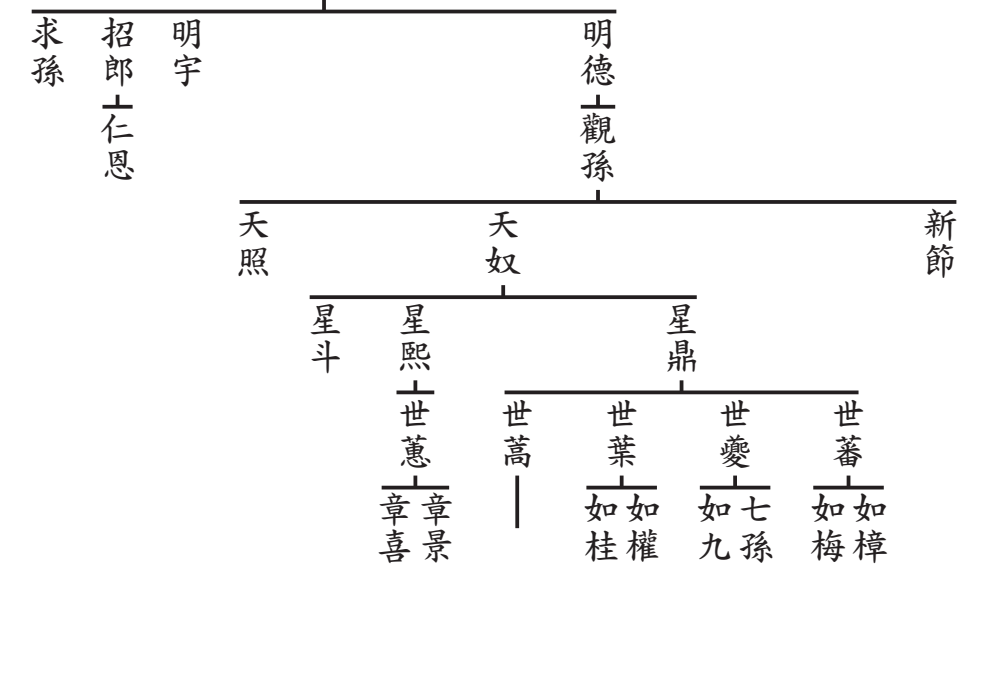 明德
明宇
招郎
求孫
觀孫
仁恩
新節
天奴
天照
星鼎
星熙
星斗
世蕃
世夔
世葉
世蒿
世蕙
如樟
如梅
七孫
如九
如權
如桂
章景
章喜